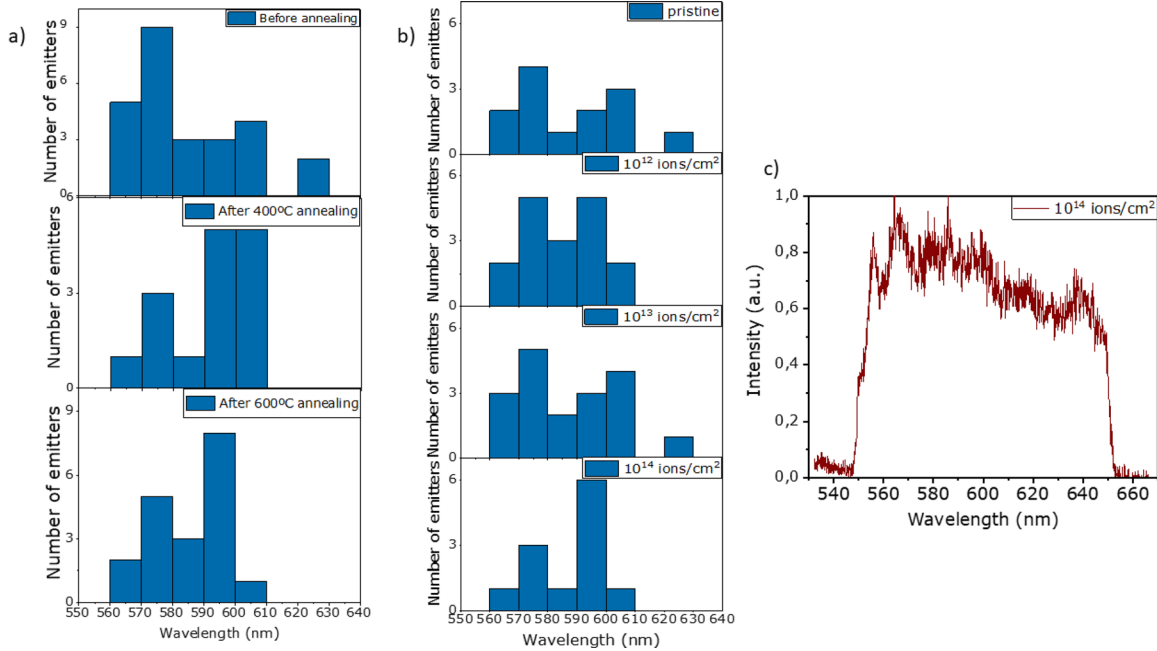 a)
Before annealing
Number of emitters
9
6
3
0
After 400ºC annealing
Number of emitters
6
3
0
After 600ºC annealing
Number of emitters
9
6
3
0
550 560 570 580 590 600 610 620 630 640
Wavelength (nm)
b)
pristine
Number of emitters
6
3
0
10¹² ions/cm²
Number of emitters
6
3
0
10¹³ ions/cm²
Number of emitters
6
3
0
10¹⁴ ions/cm²
Number of emitters
6
3
0
550 560 570 580 590 600 610 620 630 640
Wavelength (nm)
c)
10¹⁴ ions/cm²
Intensity (a.u.)
1,0
0,8
0,6
0,4
0,2
0,0
540 560 580 600 620 640 660
Wavelength (nm)